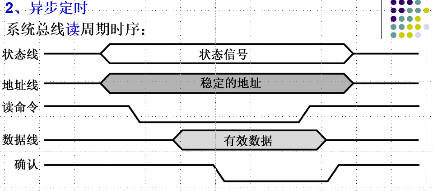 2、异步定时
系统总线读周期时序：
状态线 状态信号
地址线 稳定的地址
读命令
数据线 有效数据
确认